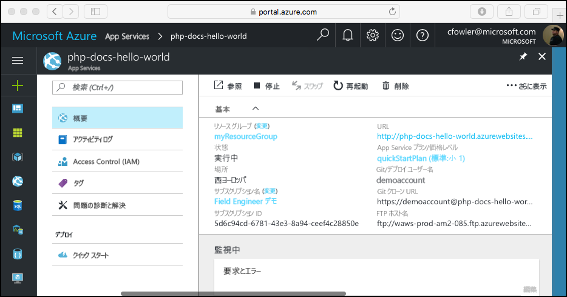 portal.azure.com
Microsoft Azure App Services > php-docs-hello-world
cfowler@microsoft.com
MICROSOFT
php-docs-hello-world
App Services
検索 (Ctrl+/)
概要
アクティビティ ログ
Access Control (IAM)
タグ
問題の診断と解決
デプロイ
クイック スタート
参照 停止 スワップ 再起動 削除 ••• さらに表示
基本
リソース グループ (変更)
myResourceGroup
状態
実行中
場所
西ヨーロッパ
サブスクリプション名 (変更)
Field Engineer デモ
サブスクリプション ID
5d6c94cd-6781-43e3-8a94-ceef4c28850e
URL
http://php-docs-hello-world.azurewebsites,...
App Service プラン/価格レベル
quickStartPlan (標準: 小 1)
Git/デプロイ ユーザー名
demoaccount
Git クローン URL
https://demoaccount@php-docs-hello-wor...
FTP ホスト名
ftp://waws-prod-am2-085.ftp.azurewebsite...
監視中
要求とエラー
編集